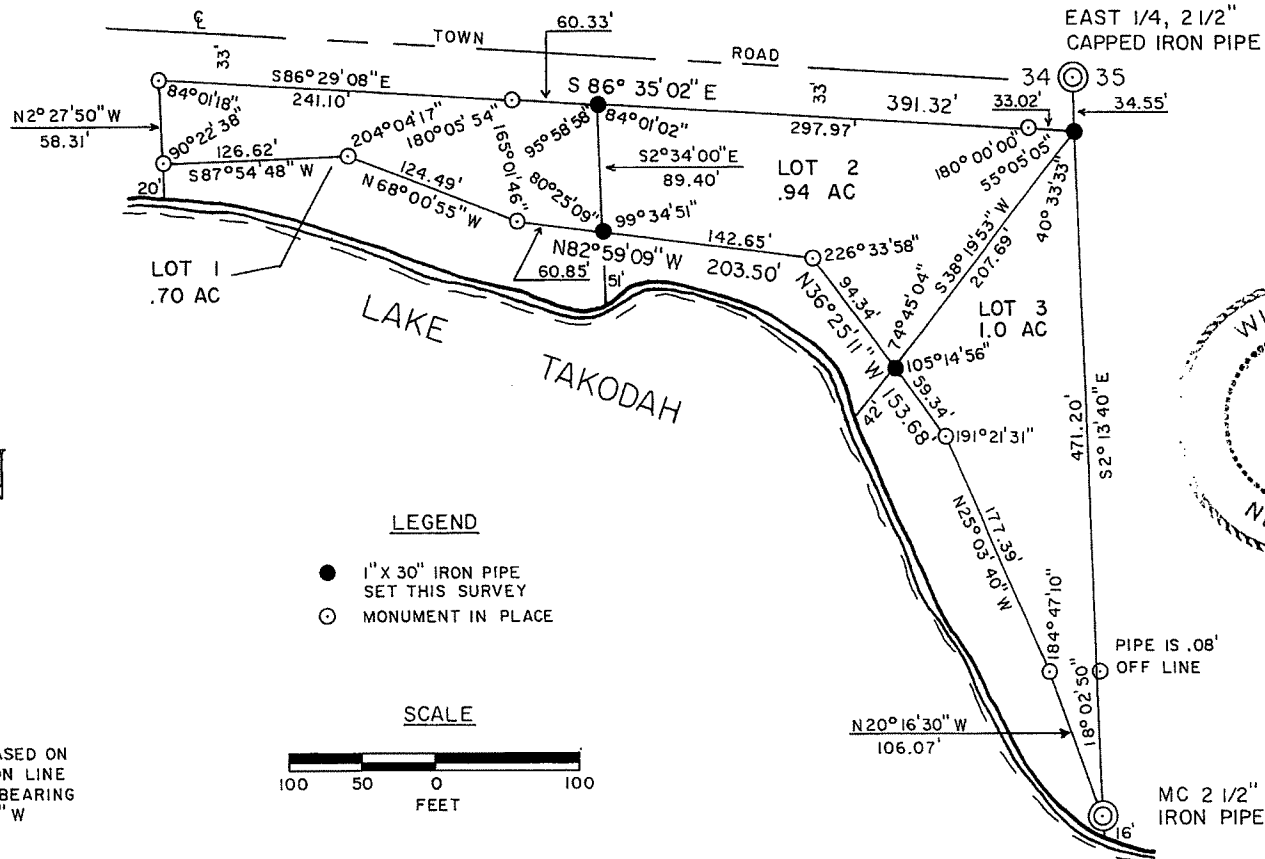 EAST 1/4, 2 1/2"
CAPPED IRON PIPE
℄
TOWN
ROAD
33'
60.33'
34 35
34.55'
S86°29'08"E
241.10'
S 86° 35' 02" E
33'
391.32'
297.97'
33.02'
N2°27'50"W
58.31'
84°01'18"
90°22'38"
126.62'
S87°54'48"W
204°04'17"
180°05'54"
165°01'46"
95°58'58"
84°01'02"
S2°34'00"E
89.40'
LOT 2
.94 AC
180°00'00"
55°05'05"
40°33'33"
20'
124.49'
N68°00'55"W
80°25'09"
99°34'51"
142.65'
N82°59'09"W
203.50'
226°33'58"
S38°19'53"W
207.69'
LOT 1
.70 AC
60.85'
51'
94.34'
N36°25'11"W
153.68'
74°45'04"
LOT 3
1.0 AC
LAKE
TAKODAH
105°14'56"
59.34'
42'
191°21'31"
471.20'
S2°13'40"E
177.39'
N25°03'40"W
184°47'10"
PIPE IS .08'
OFF LINE
18°02'50"
N20°16'30"W
106.07'
MC 2 1/2"
IRON PIPE
16'
LEGEND
1" X 30" IRON PIPE
SET THIS SURVEY
MONUMENT IN PLACE
SCALE
100 50 0 100
FEET
ASED ON
ON LINE
BEARING
" W